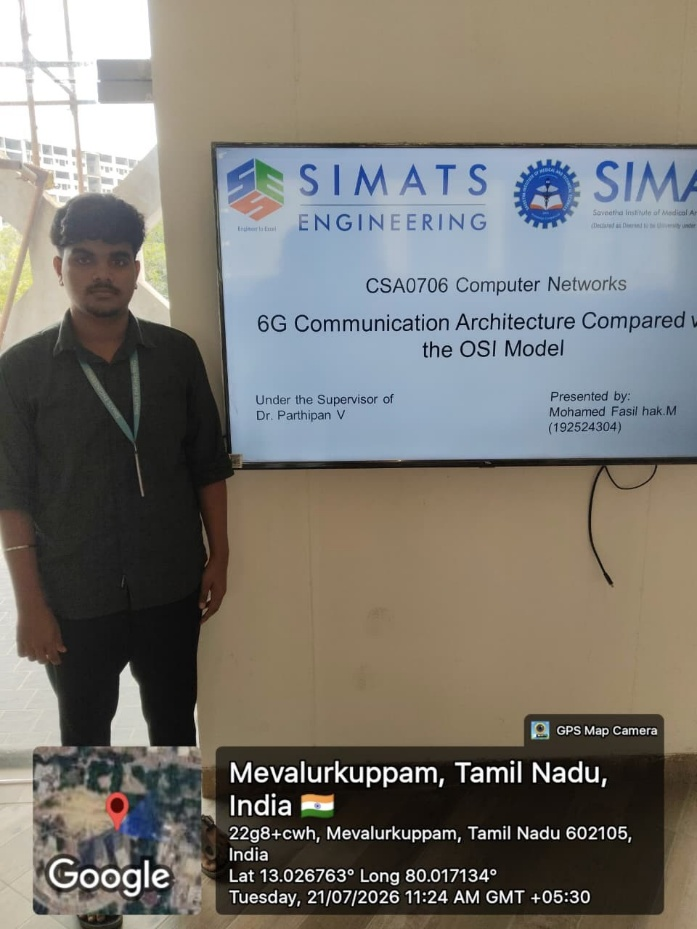 SIMATS
ENGINEERING
Engineer to Excel
SIMA
Saveetha Institute of Medical A
(Declared as Deemed to be University under
CSA0706 Computer Networks
6G Communication Architecture Compared
the OSI Model
Under the Supervisor of
Dr. Parthipan V
Presented by:
Mohamed Fasil hak.M
(192524304)
GPS Map Camera
Mevalurkuppam, Tamil Nadu,
India
22g8+cwh, Mevalurkuppam, Tamil Nadu 602105,
India
Lat 13.026763° Long 80.017134°
Tuesday, 21/07/2026 11:24 AM GMT +05:30
Google